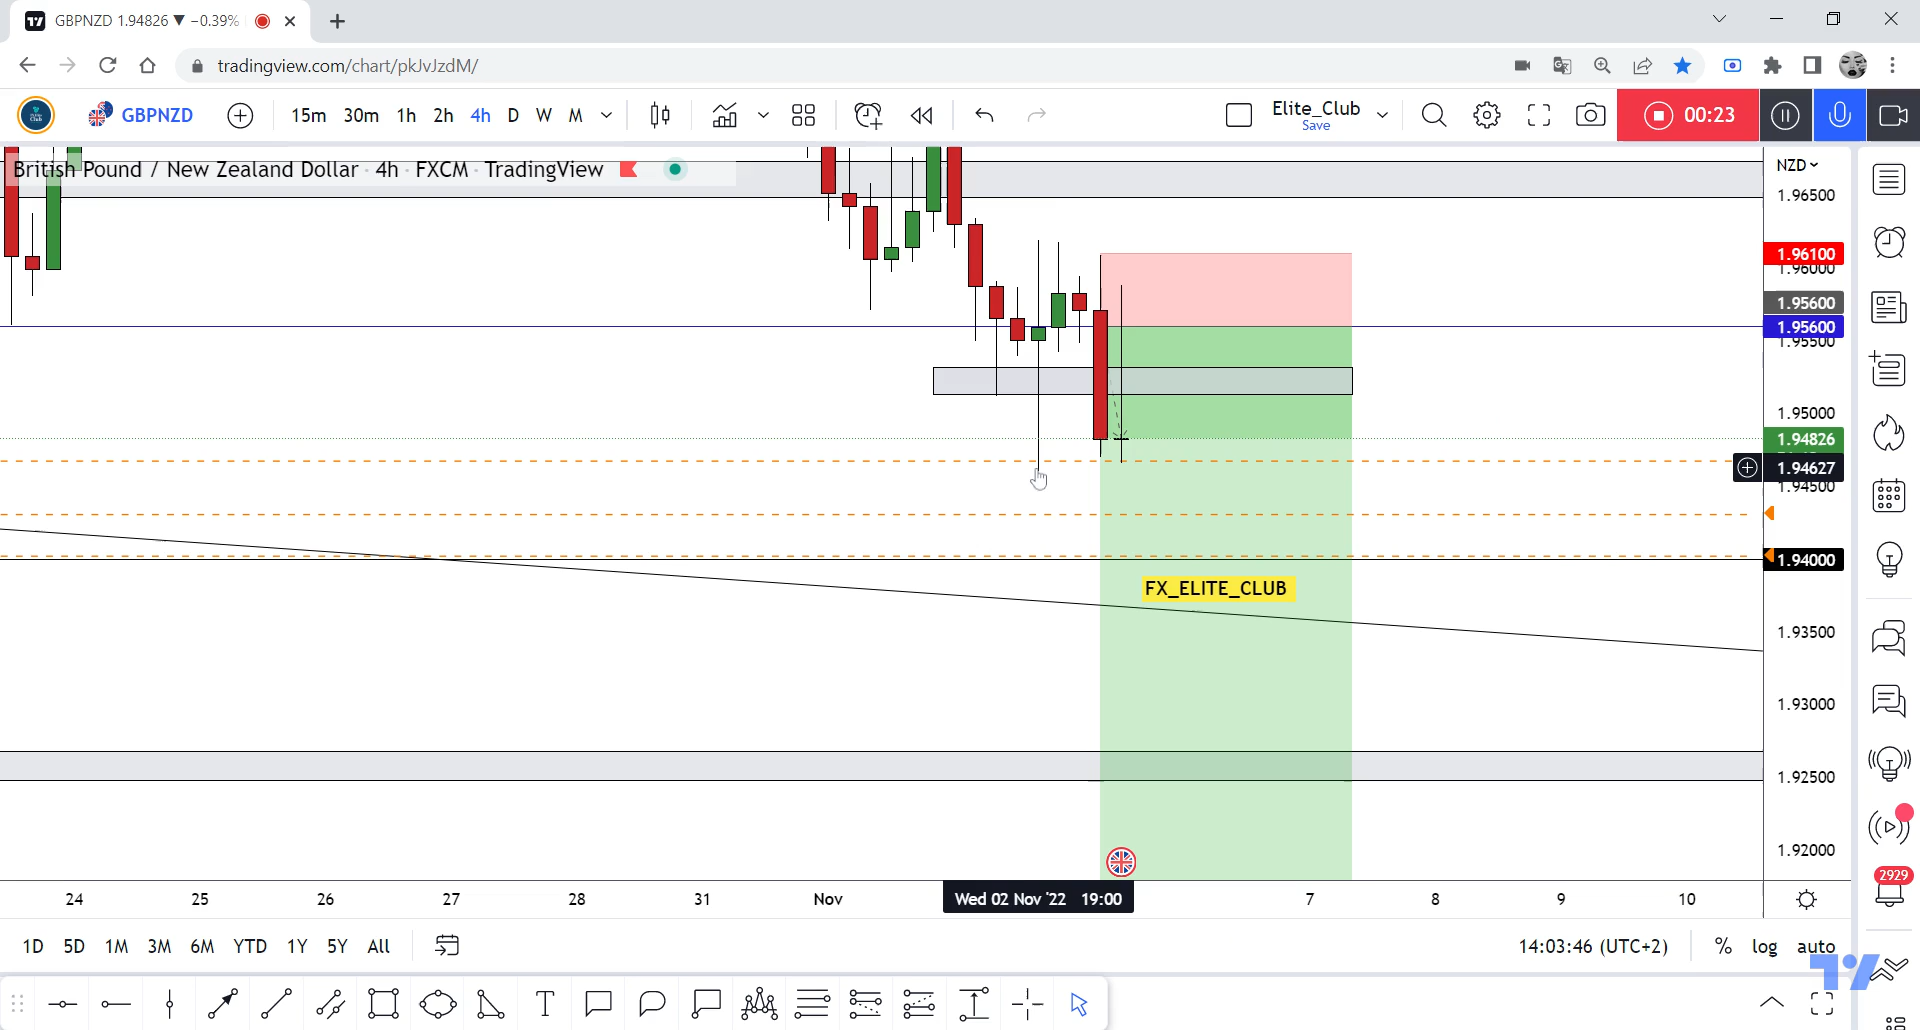 GBPNZD 1.94826 ▼ −0.39%
tradingview.com/chart/pkJvJzdM/
GBPNZD 15m 30m 1h 2h 4h D W M Elite_Club Save 00:23
British Pound / New Zealand Dollar · 4h · FXCM · TradingView
NZD
1.96500
1.96100
1.96000
1.95600
1.95600
1.95500
1.95000
1.94826
1.94627
1.94500
1.94000
FX_ELITE_CLUB
1.93500
1.93000
1.92500
1.92000
2929
24 25 26 27 28 31 Nov Wed 02 Nov '22 19:00 7 8 9 10
1D 5D 1M 3M 6M YTD 1Y 5Y All 14:03:46 (UTC+2) % log auto